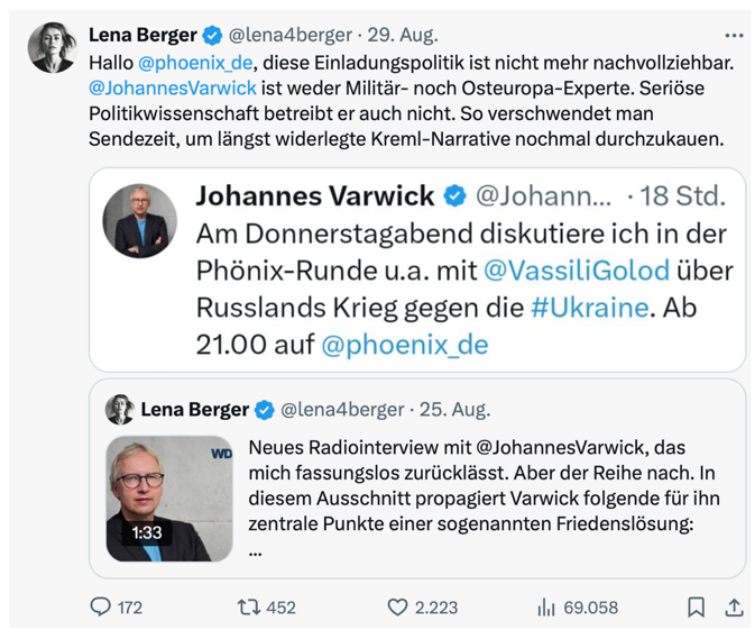 Lena Berger @lena4berger · 29. Aug.
Hallo @phoenix_de, diese Einladungspolitik ist nicht mehr nachvollziehbar.
@JohannesVarwick ist weder Militär- noch Osteuropa-Experte. Seriöse
Politikwissenschaft betreibt er auch nicht. So verschwendet man
Sendezeit, um längst widerlegte Kreml-Narrative nochmal durchzukauen.
Johannes Varwick @Johann... · 18 Std.
Am Donnerstagabend diskutiere ich in der
Phönix-Runde u.a. mit @VassiliGolod über
Russlands Krieg gegen die #Ukraine. Ab
21.00 auf @phoenix_de
Lena Berger @lena4berger · 25. Aug.
WD
1:33
Neues Radiointerview mit @JohannesVarwick, das
mich fassungslos zurücklässt. Aber der Reihe nach. In
diesem Ausschnitt propagiert Varwick folgende für ihn
zentrale Punkte einer sogenannten Friedenslösung:
...
172 452 2.223 69.058